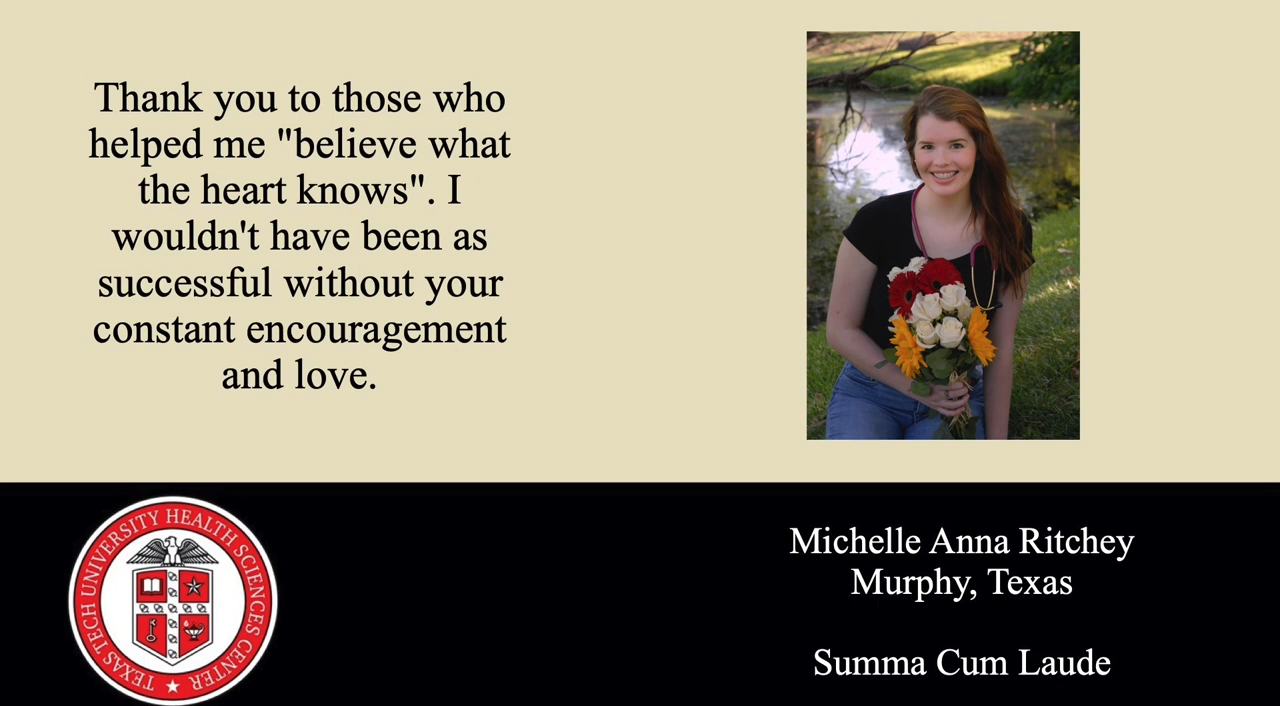 Thank you to those who
helped me "believe what
the heart knows". I
wouldn't have been as
successful without your
constant encouragement
and love.
TEXAS TECH UNIVERSITY HEALTH SCIENCES CENTER
Michelle Anna Ritchey
Murphy, Texas
Summa Cum Laude